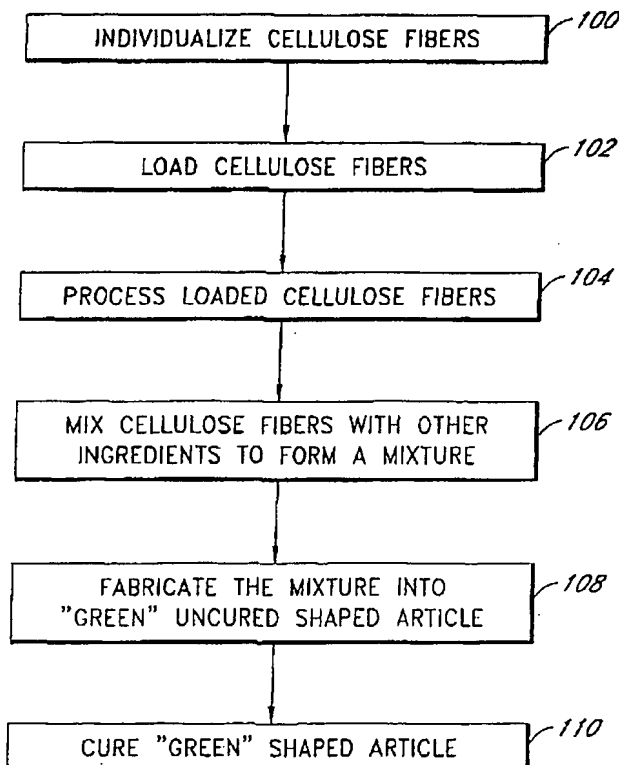 INDIVIDUALIZE CELLULOSE FIBERS
100
LOAD CELLULOSE FIBERS
102
PROCESS LOADED CELLULOSE FIBERS
104
MIX CELLULOSE FIBERS WITH OTHER
INGREDIENTS TO FORM A MIXTURE
106
FABRICATE THE MIXTURE INTO
"GREEN" UNCURED SHAPED ARTICLE
108
CURE "GREEN" SHAPED ARTICLE
110